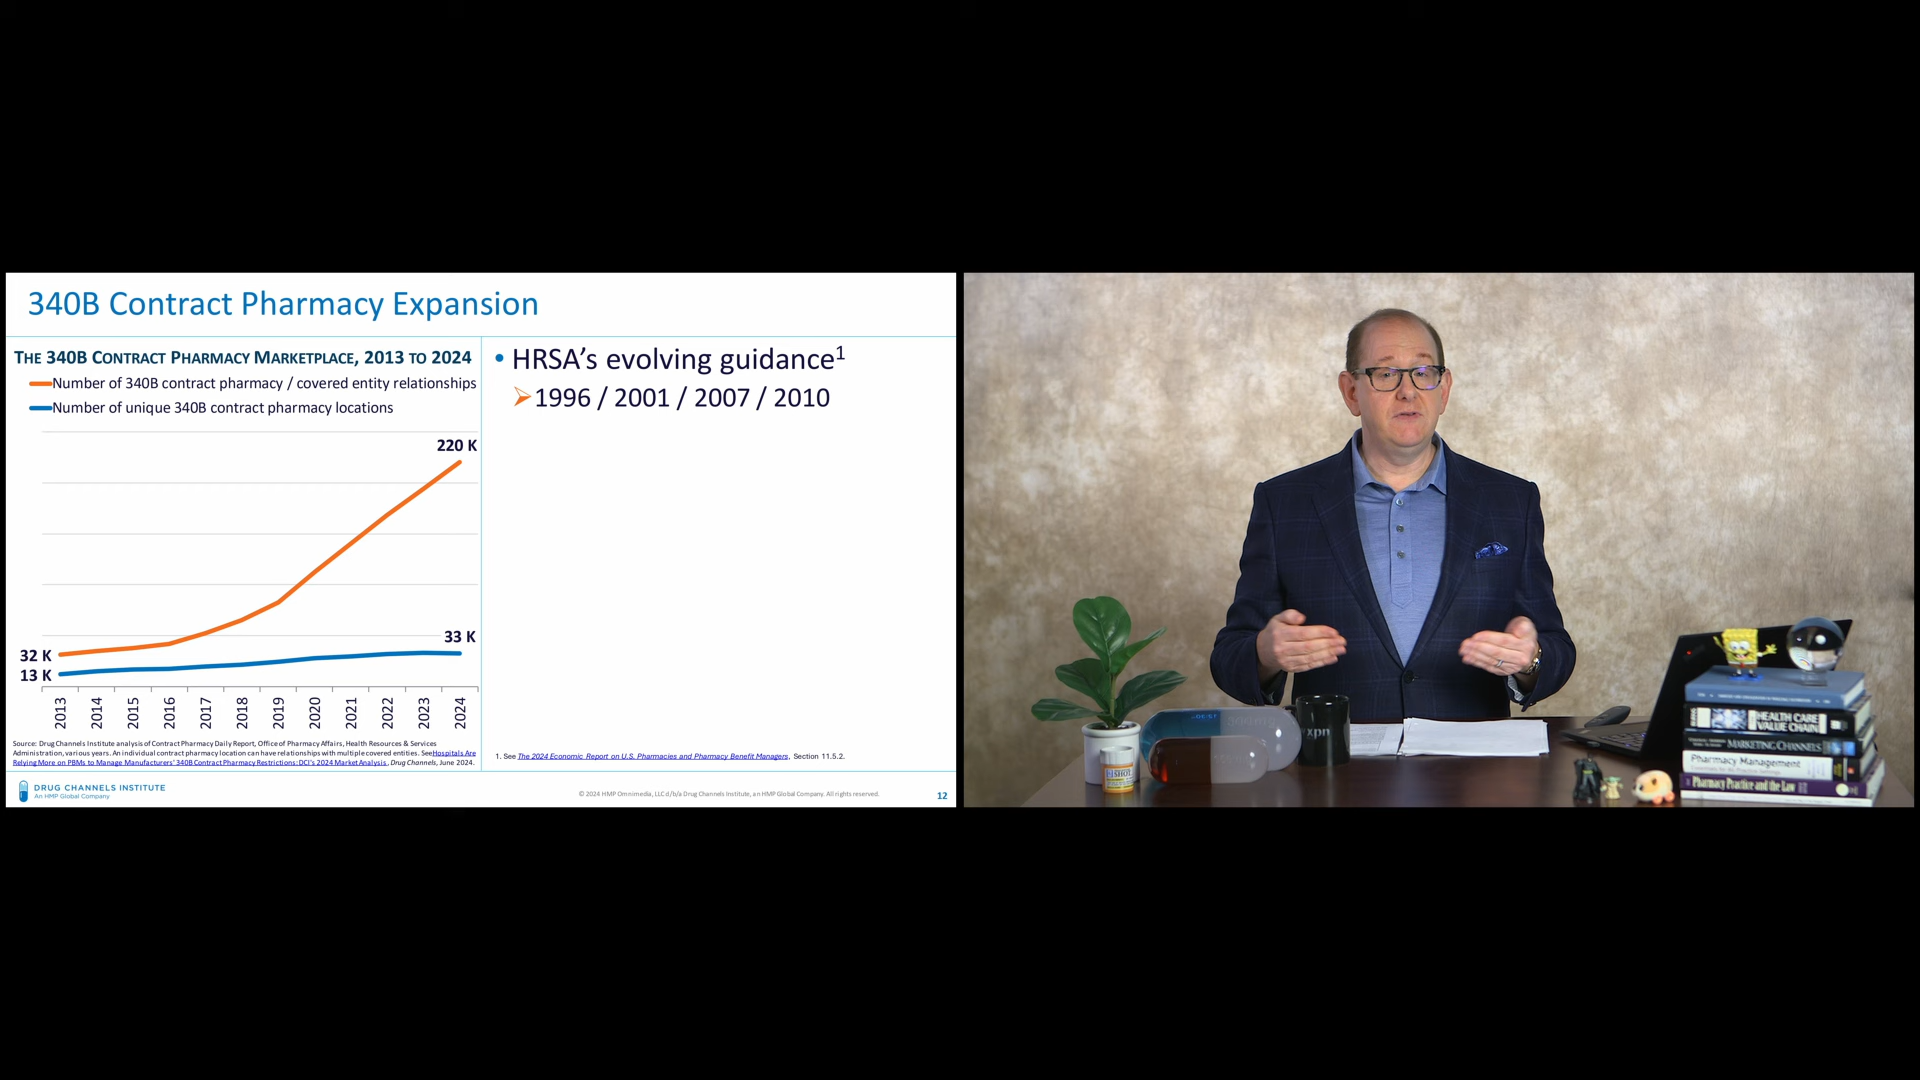 340B Contract Pharmacy Expansion
THE 340B CONTRACT PHARMACY MARKETPLACE, 2013 TO 2024
Number of 340B contract pharmacy / covered entity relationships
Number of unique 340B contract pharmacy locations
220 K
33 K
32 K
13 K
2013 2014 2015 2016 2017 2018 2019 2020 2021 2022 2023 2024
Source: Drug Channels Institute analysis of Contract Pharmacy Daily Report, Office of Pharmacy Affairs, Health Resources & Services
Administration, various years. An individual contract pharmacy location can have relationships with multiple covered entities. See Hospitals Are
Relying More on PBMs to Manage Manufacturers' 340B Contract Pharmacy Restrictions: DCI's 2024 Market Analysis, Drug Channels, June 2024.
• HRSA's evolving guidance1
1996 / 2001 / 2007 / 2010
1. See The 2024 Economic Report on U.S. Pharmacies and Pharmacy Benefit Managers, Section 11.5.2.
DRUG CHANNELS INSTITUTE
An HMP Global Company
© 2024 HMP Omnimedia, LLC d/b/a Drug Channels Institute, an HMP Global Company. All rights reserved.
12
xpn
HEALTH CARE
VALUE CHAIN
MARKETING CHANNELS
Pharmacy Management
Pharmacy Practice and the Law